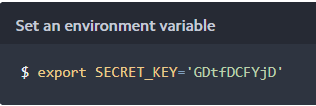 Set an environment variable
$ export SECRET_KEY='GDtfDCFYjD'